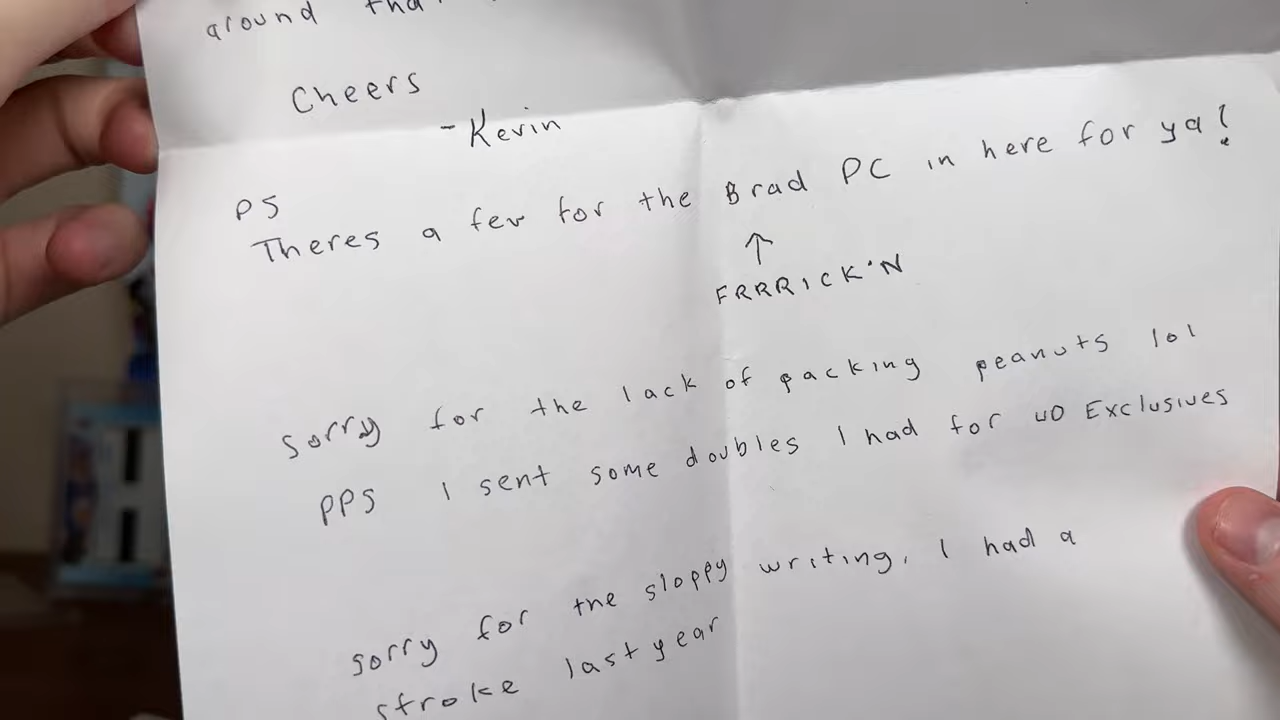 around tha
Cheers
-Kevin
PS
Theres a few for the Brad PC in here for ya!
↑
FRRRICK'N
Sorry for the lack of packing peanuts lol
PPS I sent some doubles I had for UD Exclusives
sorry for the sloppy writing, I had a
stroke last year